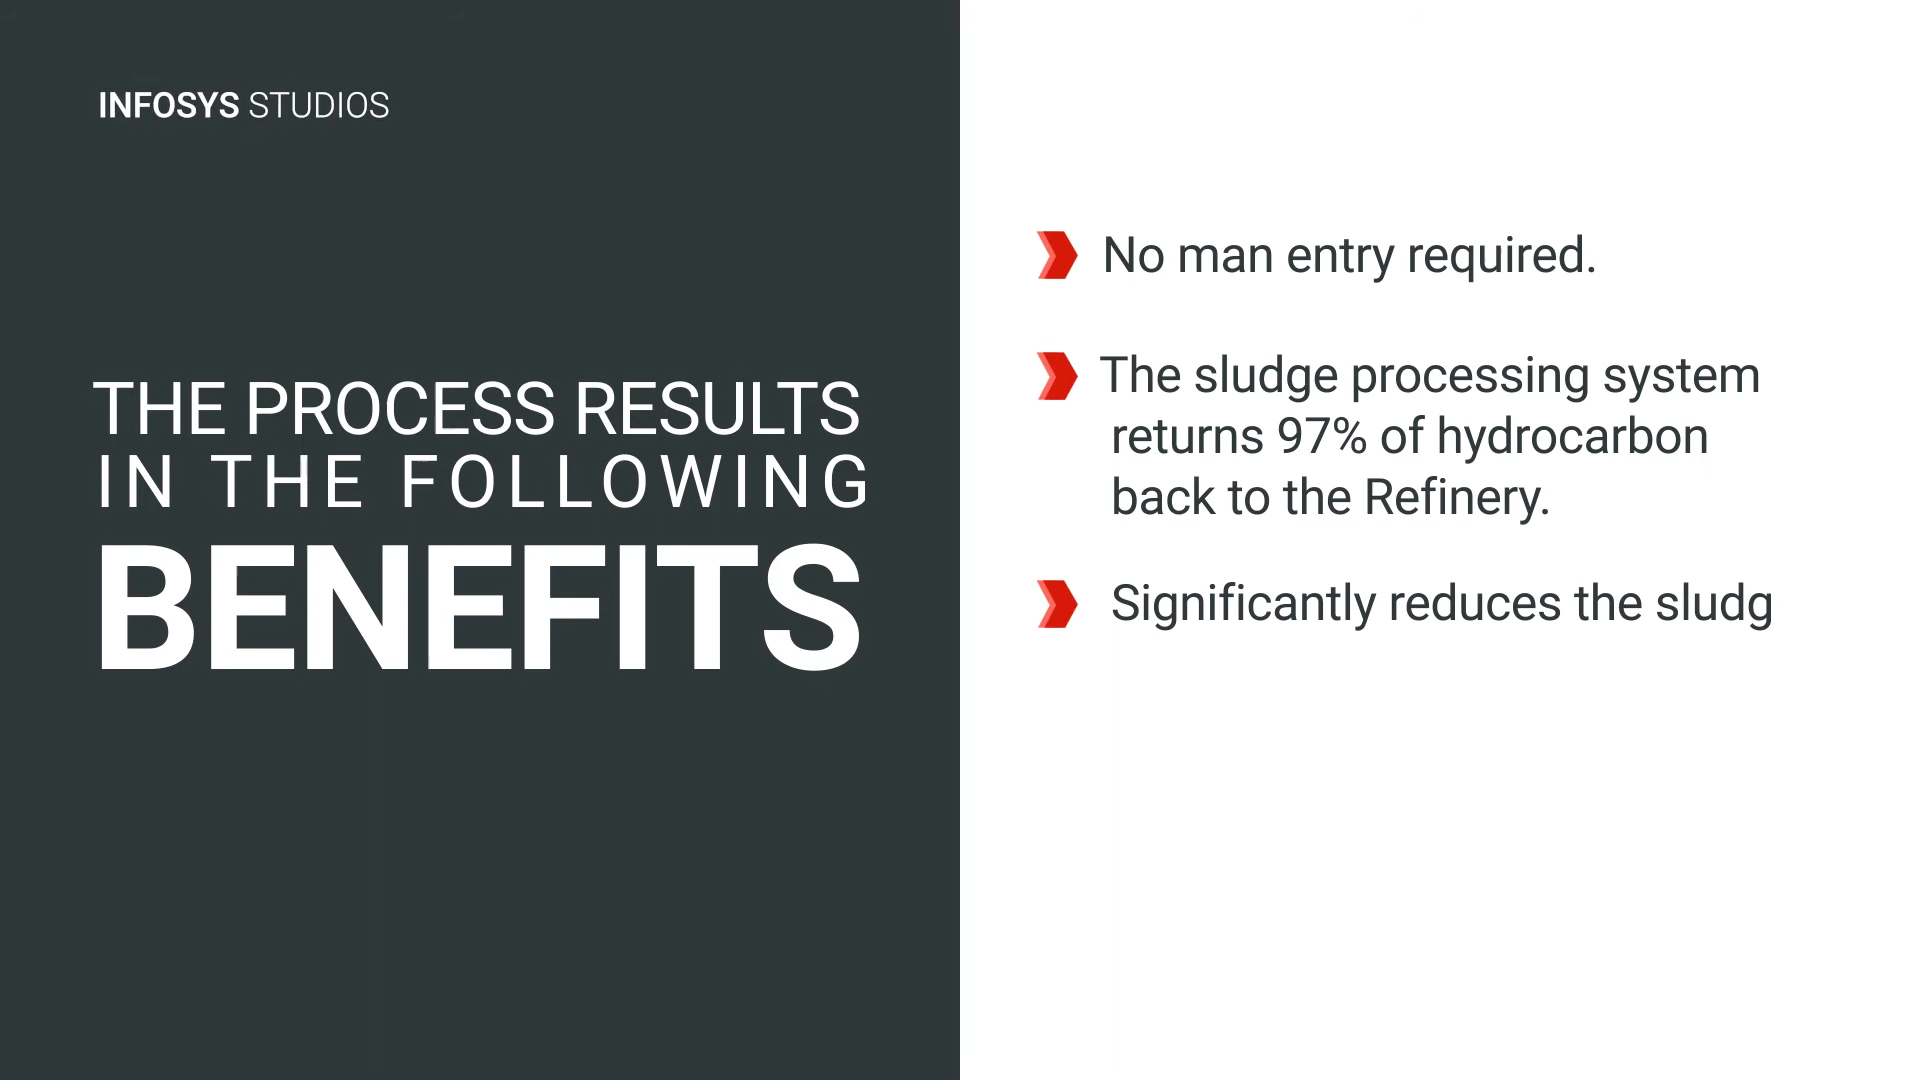 INFOSYS STUDIOS
THE PROCESS RESULTS
IN THE FOLLOWING
BENEFITS
No man entry required.
The sludge processing system
returns 97% of hydrocarbon
back to the Refinery.
Significantly reduces the sludg